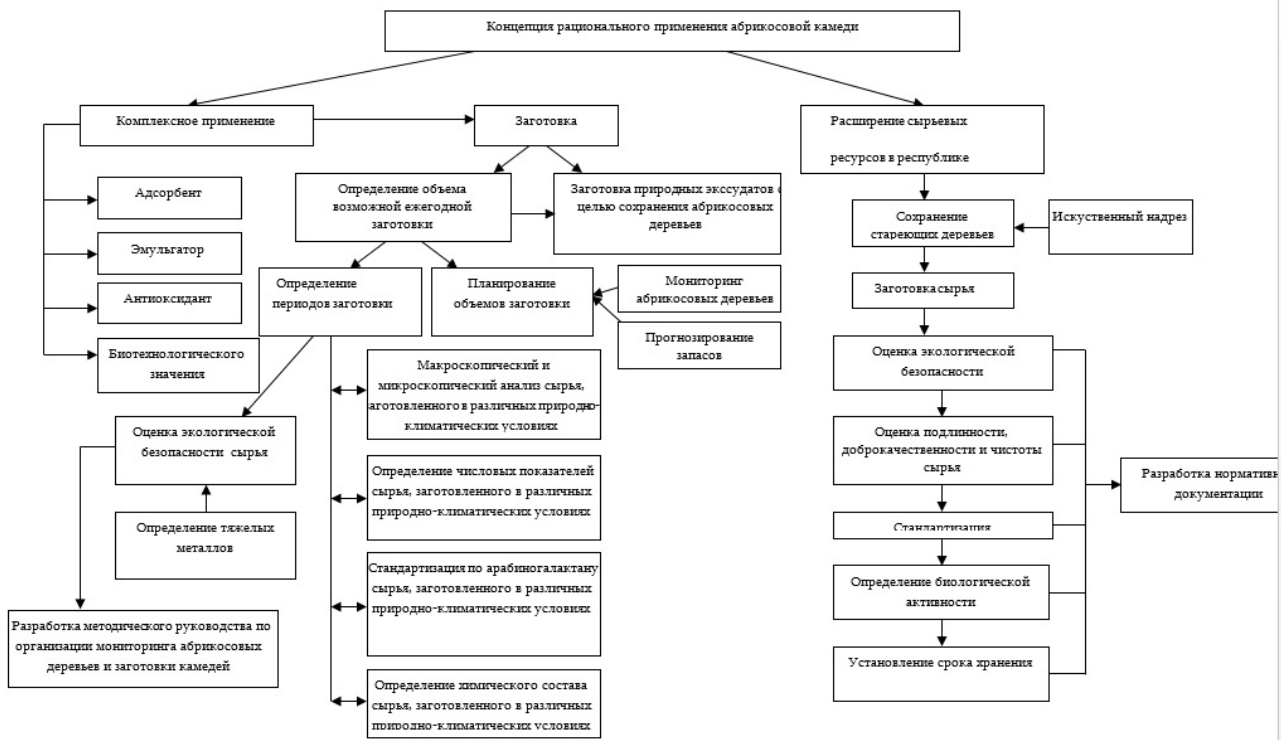 Концепция рационального применения абрикосовой камеди
Комплексное применение
Заготовка
Расширение сырьевых
ресурсов в республике
Адсорбент
Эмульгатор
Антиоксидант
Биотехнологического
значения
Определение объема
возможной ежегодной
заготовки
Заготовка природных экссудатов с
целью сохранения абрикосовых
деревьев
Сохранение
стареющих деревьев
Искуственный надрез
Определение
периодов заготовки
Планирование
объемов заготовки
Мониторинг
абрикосовых деревьев
Прогнозирование
запасов
Заготовка сырья
Макроскопический и
микроскопический анализ сырья,
заготовленного в различных природно-
климатических условиях
Оценка экологической
безопасности
Оценка экологической
безопасности сырья
Оценка подлинности,
доброкачественности и чистоты
сырья
Определение числовых показателей
сырья, заготовленного в различных
природно-климатических условиях
Разработка
документации
Определение тяжелых
металлов
Стандартизация
Стандартизация по арабиногалактану
сырья, заготовленного в различных
природно-климатических условиях
Определение биологической
активности
Разработка методического руководства по
организации мониторинга абрикосовых
деревьев и заготовки камедей
Установление срока хранения
Определение химического состава
сырья, заготовленного в различных
природно-климатических условиях